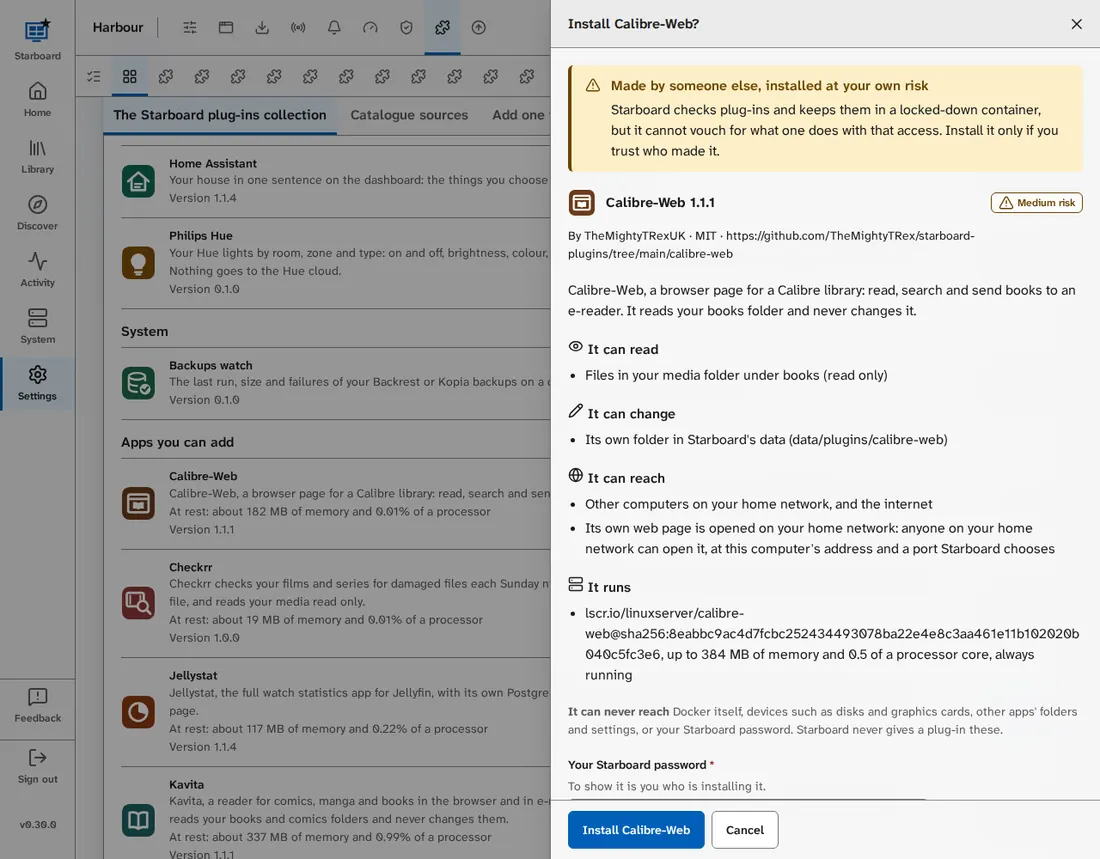 Starboard
Home
Library
Discover
Activity
System
Settings
Feedback
Sign out
v0.30.0
Harbour
The Starboard plug-ins collection
Catalogue sources
Add one
Home Assistant
Your house in one sentence on the dashboard: the things you choose
Version 1.1.4
Philips Hue
Your Hue lights by room, zone and type: on and off, brightness, colour,
Nothing goes to the Hue cloud.
Version 0.1.0
System
Backups watch
The last run, size and failures of your Backrest or Kopia backups on a
Version 0.1.0
Apps you can add
Calibre-Web
Calibre-Web, a browser page for a Calibre library: read, search and sen
At rest: about 182 MB of memory and 0.01% of a processor
Version 1.1.1
Checkrr
Checkrr checks your films and series for damaged files each Sunday n
file, and reads your media read only.
At rest: about 19 MB of memory and 0.01% of a processor
Version 1.0.0
Jellystat
Jellystat, the full watch statistics app for Jellyfin, with its own Postgre
page.
At rest: about 117 MB of memory and 0.22% of a processor
Version 1.1.4
Kavita
Kavita, a reader for comics, manga and books in the browser and in e-
reads your books and comics folders and never changes them.
At rest: about 337 MB of memory and 0.99% of a processor
Version 1.1.1
Install Calibre-Web?
Made by someone else, installed at your own risk
Starboard checks plug-ins and keeps them in a locked-down container,
but it cannot vouch for what one does with that access. Install it only if you
trust who made it.
Calibre-Web 1.1.1
Medium risk
By TheMightyTRexUK · MIT · https://github.com/TheMightyTRex/starboard-
plugins/tree/main/calibre-web
Calibre-Web, a browser page for a Calibre library: read, search and send books to an
e-reader. It reads your books folder and never changes it.
It can read
• Files in your media folder under books (read only)
It can change
• Its own folder in Starboard's data (data/plugins/calibre-web)
It can reach
• Other computers on your home network, and the internet
• Its own web page is opened on your home network: anyone on your home
network can open it, at this computer's address and a port Starboard chooses
It runs
• lscr.io/linuxserver/calibre-
web@sha256:8eabbc9ac4d7fcbc252434493078ba22e4e8c3aa461e11b102020b
040c5fc3e6, up to 384 MB of memory and 0.5 of a processor core, always
running
It can never reach Docker itself, devices such as disks and graphics cards, other apps' folders
and settings, or your Starboard password. Starboard never gives a plug-in these.
Your Starboard password *
To show it is you who is installing it.
Install Calibre-Web
Cancel